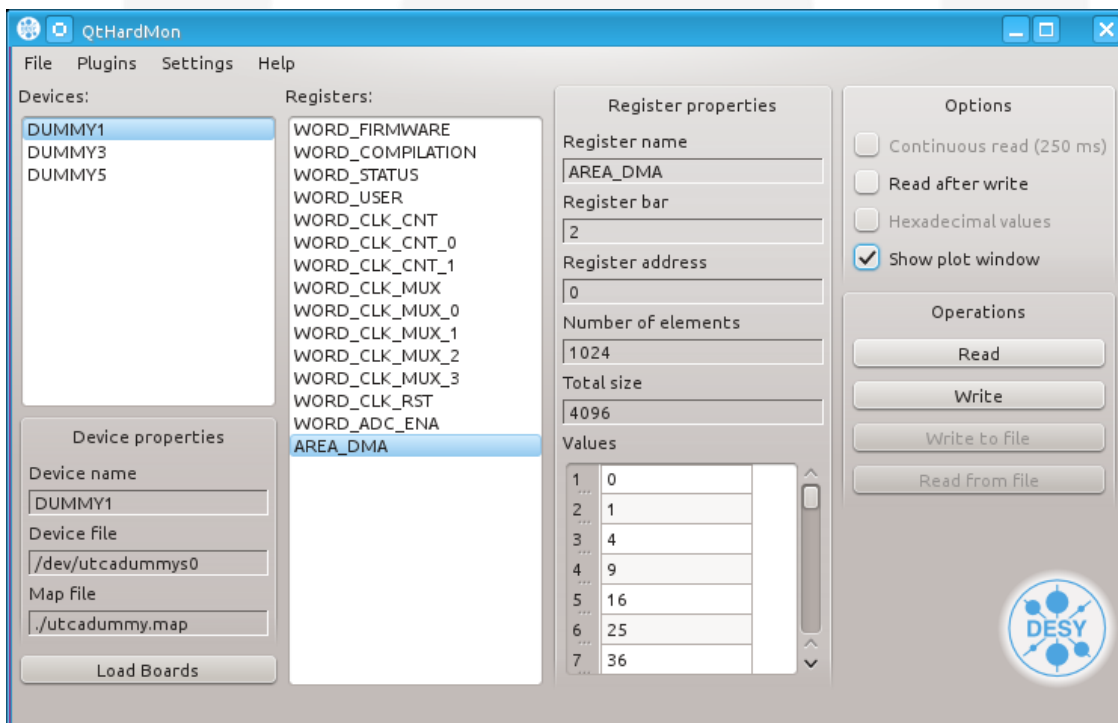 QtHardMon
File Plugins Settings Help
Devices:
DUMMY1
DUMMY3
DUMMY5
Device properties
Device name
DUMMY1
Device file
/dev/utcadummys0
Map file
./utcadummy.map
Load Boards
Registers:
WORD_FIRMWARE
WORD_COMPILATION
WORD_STATUS
WORD_USER
WORD_CLK_CNT
WORD_CLK_CNT_0
WORD_CLK_CNT_1
WORD_CLK_MUX
WORD_CLK_MUX_0
WORD_CLK_MUX_1
WORD_CLK_MUX_2
WORD_CLK_MUX_3
WORD_CLK_RST
WORD_ADC_ENA
AREA_DMA
Register properties
Register name
AREA_DMA
Register bar
2
Register address
0
Number of elements
1024
Total size
4096
Values
1 0
2 1
3 4
4 9
5 16
6 25
7 36
Options
Continuous read (250 ms)
Read after write
Hexadecimal values
Show plot window
Operations
Read
Write
Write to file
Read from file
DESY